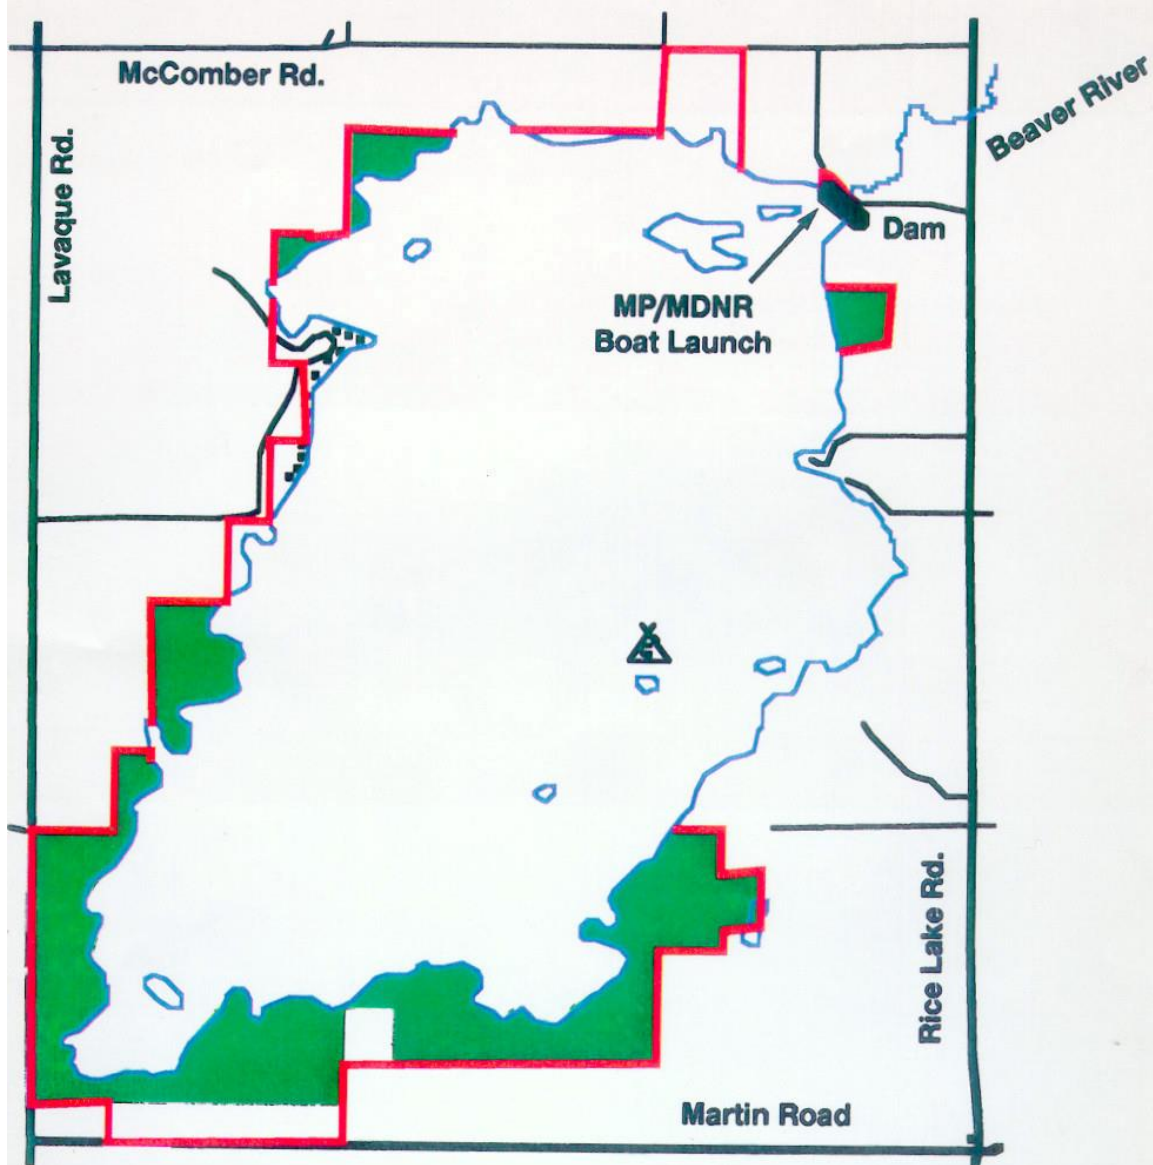 McComber Rd.
Lavaque Rd.
Beaver River
Dam
MP/MDNR
Boat Launch
Rice Lake Rd.
Martin Road